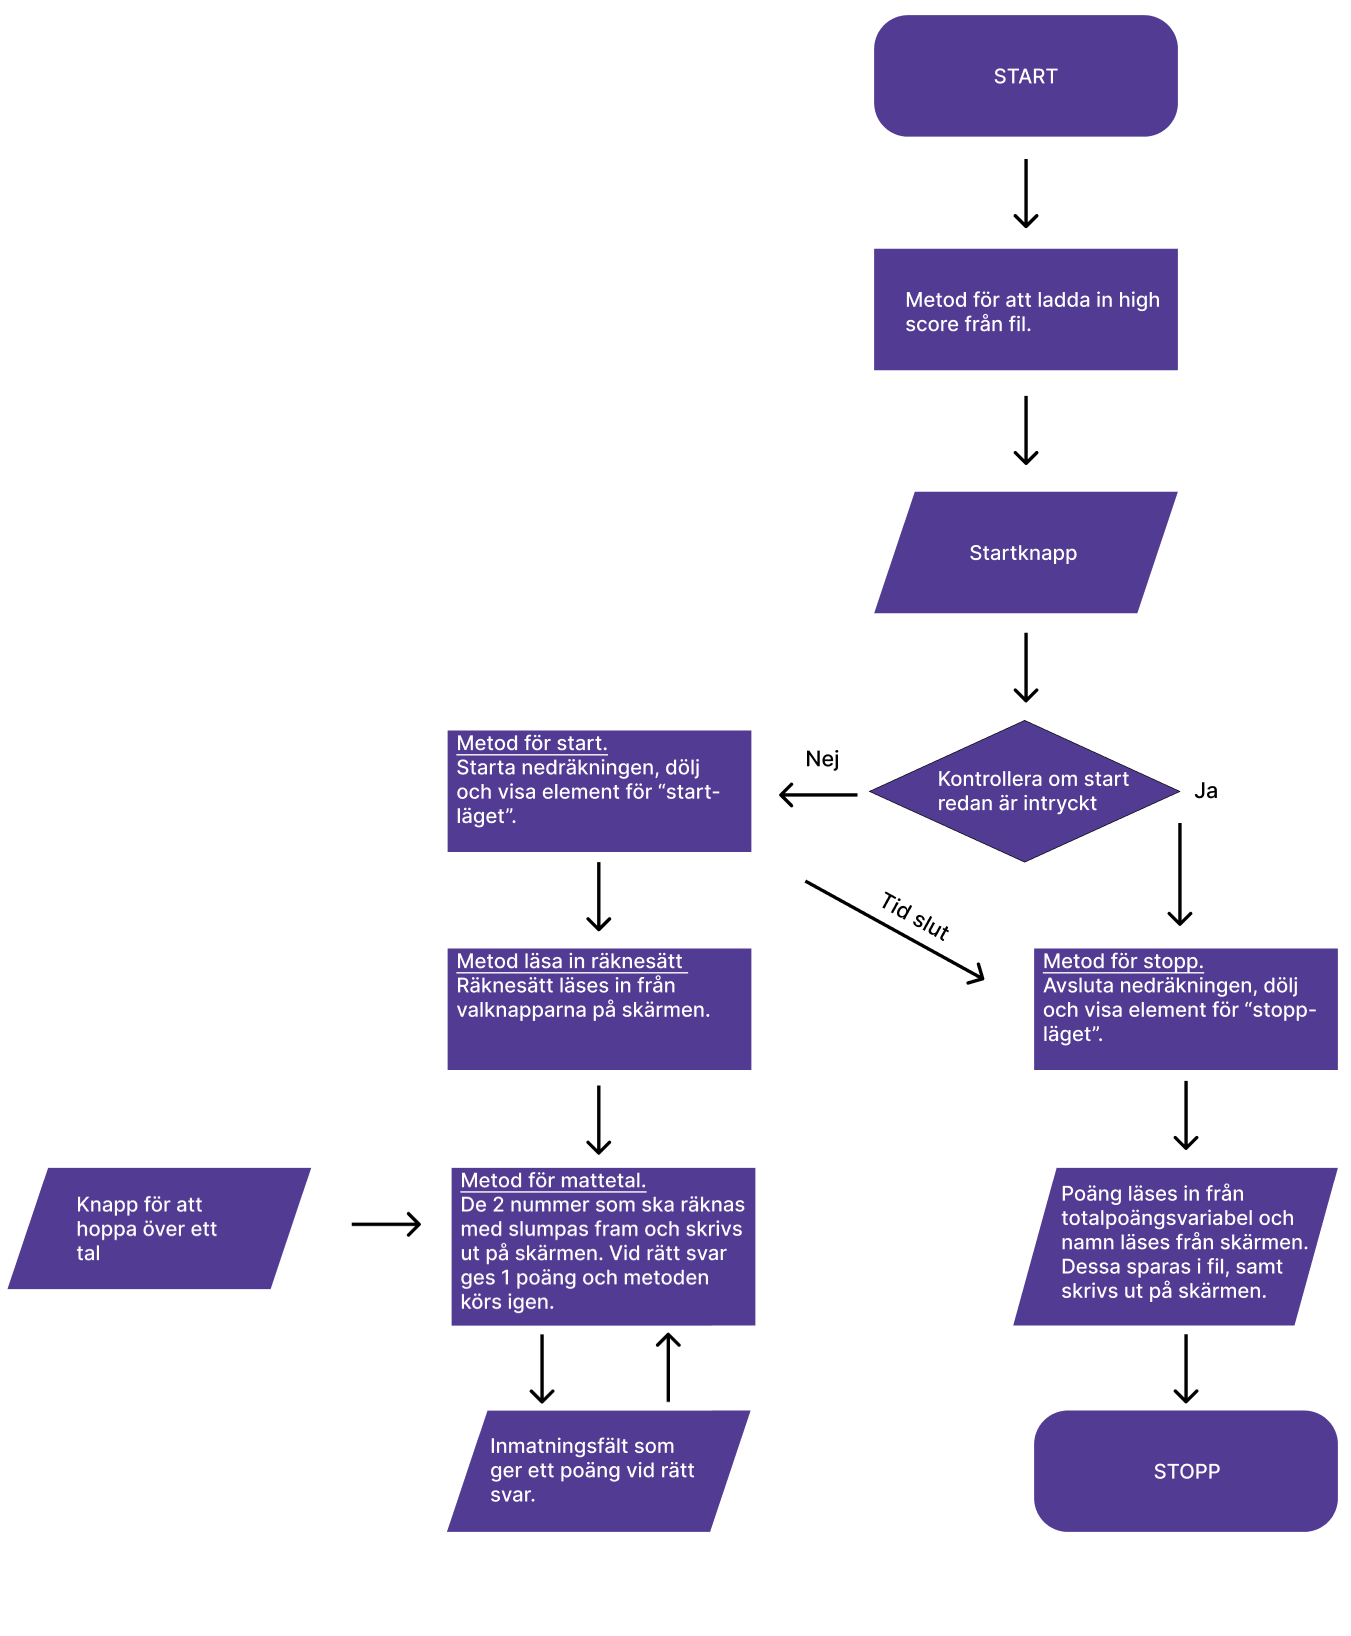 START
Metod för att ladda in high
score från fil.
Startknapp
Kontrollera om start
redan är intryckt
Nej
Ja
Metod för start.
Starta nedräkningen, dölj
och visa element för “start-
läget”.
Tid slut
Metod läsa in räknesätt
Räknesätt läses in från
valknapparna på skärmen.
Metod för stopp.
Avsluta nedräkningen, dölj
och visa element för “stopp-
läget”.
Knapp för att
hoppa över ett
tal
Metod för mattetal.
De 2 nummer som ska räknas
med slumpas fram och skrivs
ut på skärmen. Vid rätt svar
ges 1 poäng och metoden
körs igen.
Poäng läses in från
totalpoängsvariabel och
namn läses från skärmen.
Dessa sparas i fil, samt
skrivs ut på skärmen.
Inmatningsfält som
ger ett poäng vid rätt
svar.
STOPP